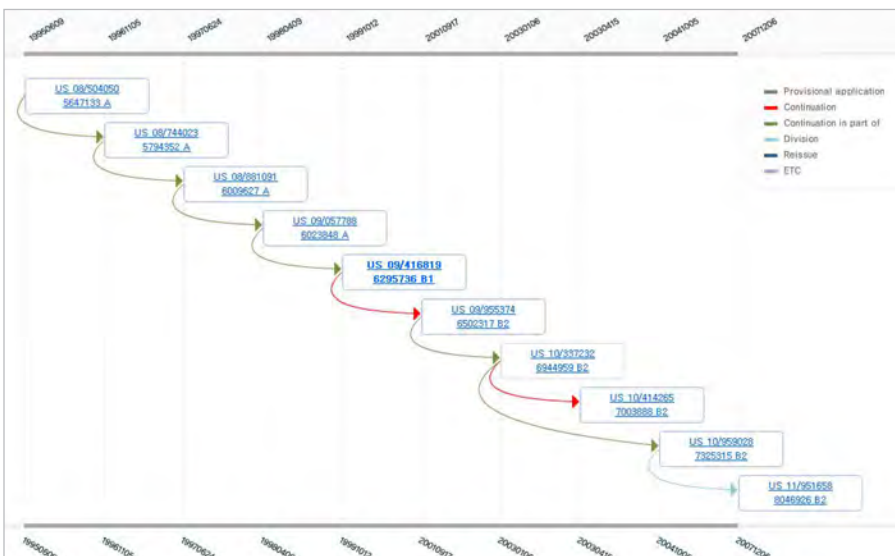 19950609 19961105 19970624 19980409 19991012 20010917 20030106 20030415 20041005 20071206
US 08/504050
5647133 A
US 08/744023
5794352 A
US 08/881091
6009627 A
US 09/057788
6023848 A
US 09/416819
6295736 B1
US 09/955374
6502317 B2
US 10/337232
6944959 B2
US 10/414265
7003888 B2
US 10/959028
7325315 B2
US 11/951658
8046926 B2
Provisional application
Continuation
Continuation in part of
Division
Reissue
ETC
20071206